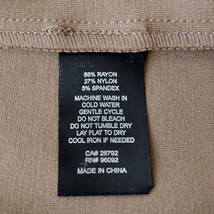 68% RAYON
27% NYLON
5% SPANDEX
MACHINE WASH IN
COLD WATER
GENTLE CYCLE
DO NOT BLEACH
DO NOT TUMBLE DRY
LAY FLAT TO DRY
COOL IRON IF NEEDED
CA# 28792
RN# 96092
MADE IN CHINA